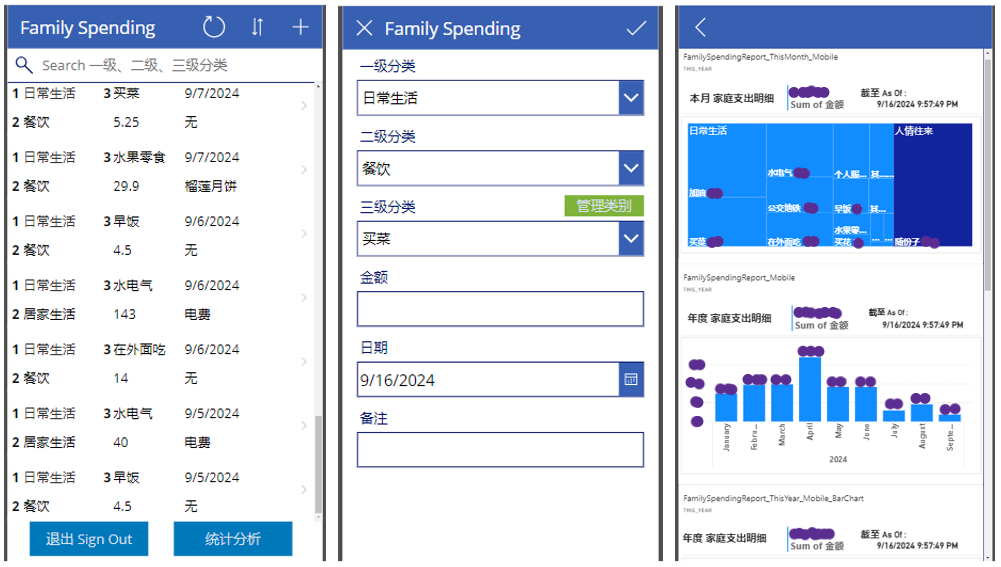 Family Spending
Search 一级、二级、三级分类
1 日常生活 3 买菜 9/7/2024
2 餐饮 5.25 无
1 日常生活 3 水果零食 9/7/2024
2 餐饮 29.9 榴莲月饼
1 日常生活 3 早饭 9/6/2024
2 餐饮 4.5 无
1 日常生活 3 水电气 9/6/2024
2 居家生活 143 电费
1 日常生活 3 在外面吃 9/6/2024
2 餐饮 14 无
1 日常生活 3 水电气 9/5/2024
2 居家生活 40 电费
1 日常生活 3 早饭 9/5/2024
2 餐饮 4.5 无
退出 Sign Out 统计分析
Family Spending
一级分类
日常生活
二级分类
餐饮
三级分类 管理类别
买菜
金额
日期
9/16/2024
备注
FamilySpendingReport_ThisMonth_Mobile
THIS_YEAR
本月 家庭支出明细
Sum of 金额
截至 As Of :
9/16/2024 9:57:49 PM
日常生活 人情往来
水电气 个人服... 其......
加油
公交地铁 早饭 其...
水果零...
买菜 在外面吃 买花 ... ... 随份子
FamilySpendingReport_Mobile
THIS_YEAR
年度 家庭支出明细
Sum of 金额
截至 As Of :
9/16/2024 9:57:49 PM
January Febru... March April May June July August Septe...
2024
FamilySpendingReport_ThisYear_Mobile_BarChart
THIS_YEAR
年度 家庭支出明细
Sum of 金额
截至 As Of :
9/16/2024 9:57:49 PM